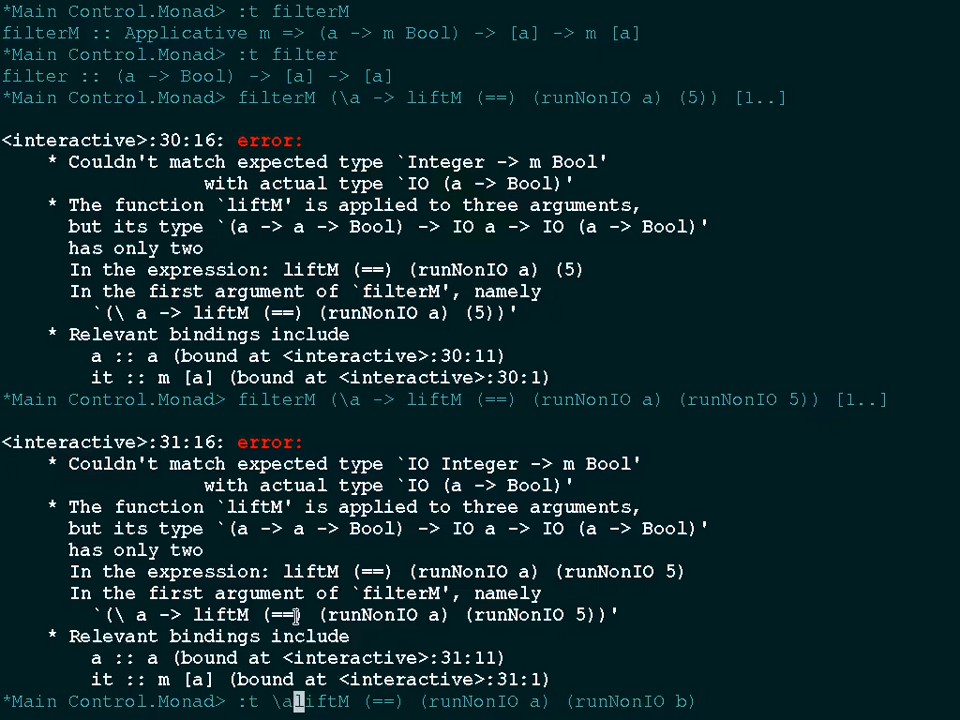 *Main Control.Monad> :t filterM
filterM :: Applicative m => (a -> m Bool) -> [a] -> m [a]
*Main Control.Monad> :t filter
filter :: (a -> Bool) -> [a] -> [a]
*Main Control.Monad> filterM (\a -> liftM (==) (runNonIO a) (5)) [1..]
<interactive>:30:16: error:
* Couldn't match expected type `Integer -> m Bool'
with actual type `IO (a -> Bool)'
* The function `liftM' is applied to three arguments,
but its type `(a -> a -> Bool) -> IO a -> IO (a -> Bool)'
has only two
In the expression: liftM (==) (runNonIO a) (5)
In the first argument of `filterM', namely
`(\ a -> liftM (==) (runNonIO a) (5))'
* Relevant bindings include
a :: a (bound at <interactive>:30:11)
it :: m [a] (bound at <interactive>:30:1)
*Main Control.Monad> filterM (\a -> liftM (==) (runNonIO a) (runNonIO 5)) [1..]
<interactive>:31:16: error:
* Couldn't match expected type `IO Integer -> m Bool'
with actual type `IO (a -> Bool)'
* The function `liftM' is applied to three arguments,
but its type `(a -> a -> Bool) -> IO a -> IO (a -> Bool)'
has only two
In the expression: liftM (==) (runNonIO a) (runNonIO 5)
In the first argument of `filterM', namely
`(\ a -> liftM (==) (runNonIO a) (runNonIO 5))'
* Relevant bindings include
a :: a (bound at <interactive>:31:11)
it :: m [a] (bound at <interactive>:31:1)
*Main Control.Monad> :t \aliftM (==) (runNonIO a) (runNonIO b)